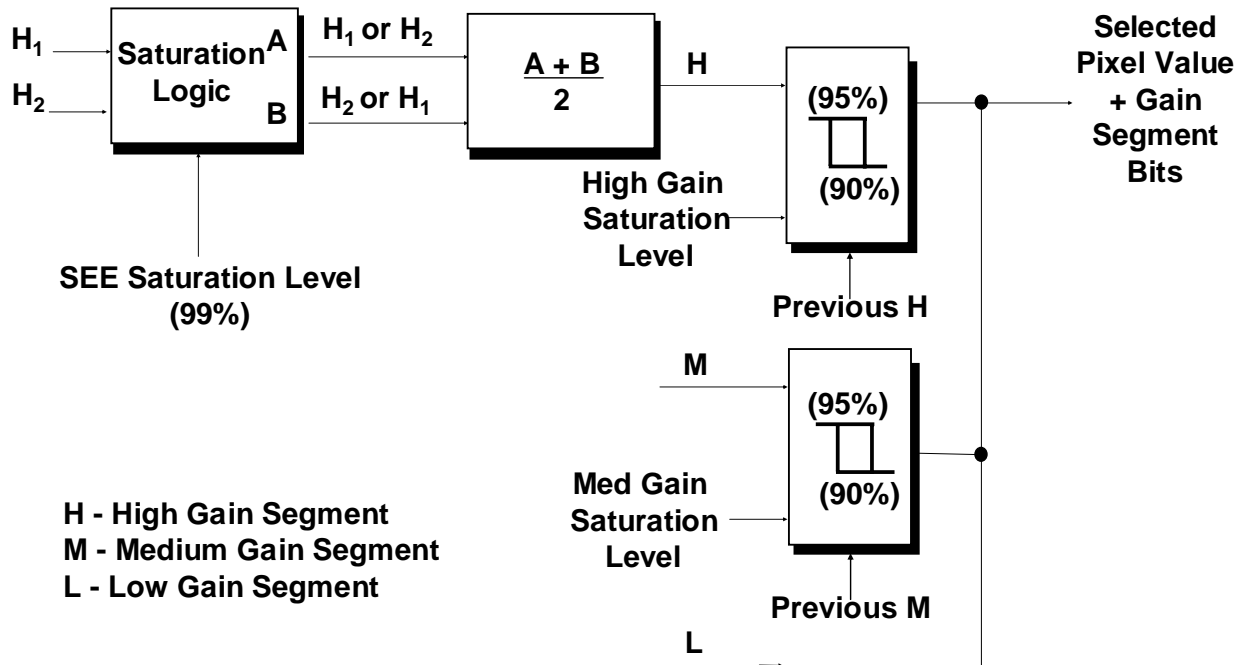 H1
H2
Saturation
Logic
A
B
H1 or H2
H2 or H1
A + B
2
H
(95%)
(90%)
Selected
Pixel Value
+ Gain
Segment
Bits
High Gain
Saturation
Level
Previous H
SEE Saturation Level
(99%)
M
(95%)
(90%)
Med Gain
Saturation
Level
Previous M
H - High Gain Segment
M - Medium Gain Segment
L - Low Gain Segment
L